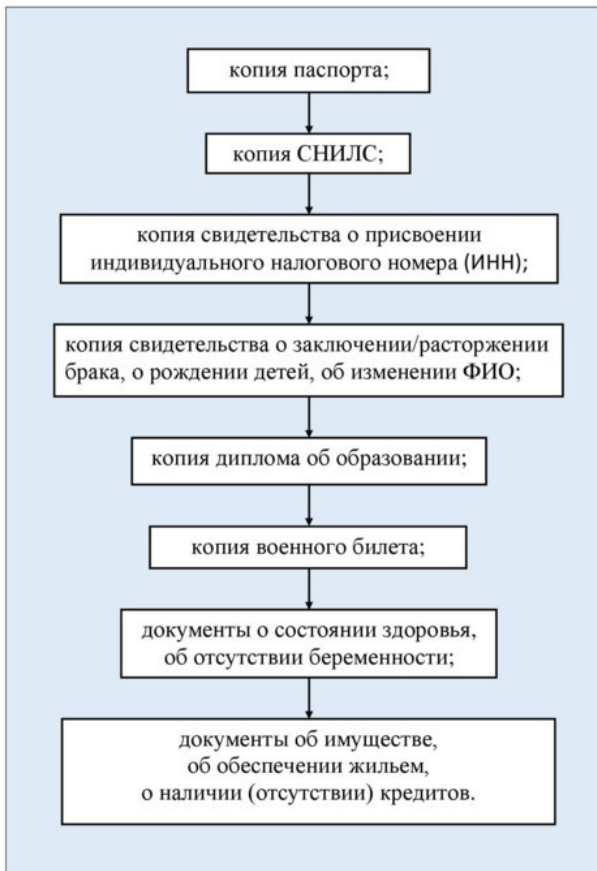 копия паспорта;
копия СНИЛС;
копия свидетельства о присвоении
индивидуального налогового номера (ИНН);
копия свидетельства о заключении/расторжении
брака, о рождении детей, об изменении ФИО;
копия диплома об образовании;
копия военного билета;
документы о состоянии здоровья,
об отсутствии беременности;
документы об имуществе,
об обеспечении жильем,
о наличии (отсутствии) кредитов.